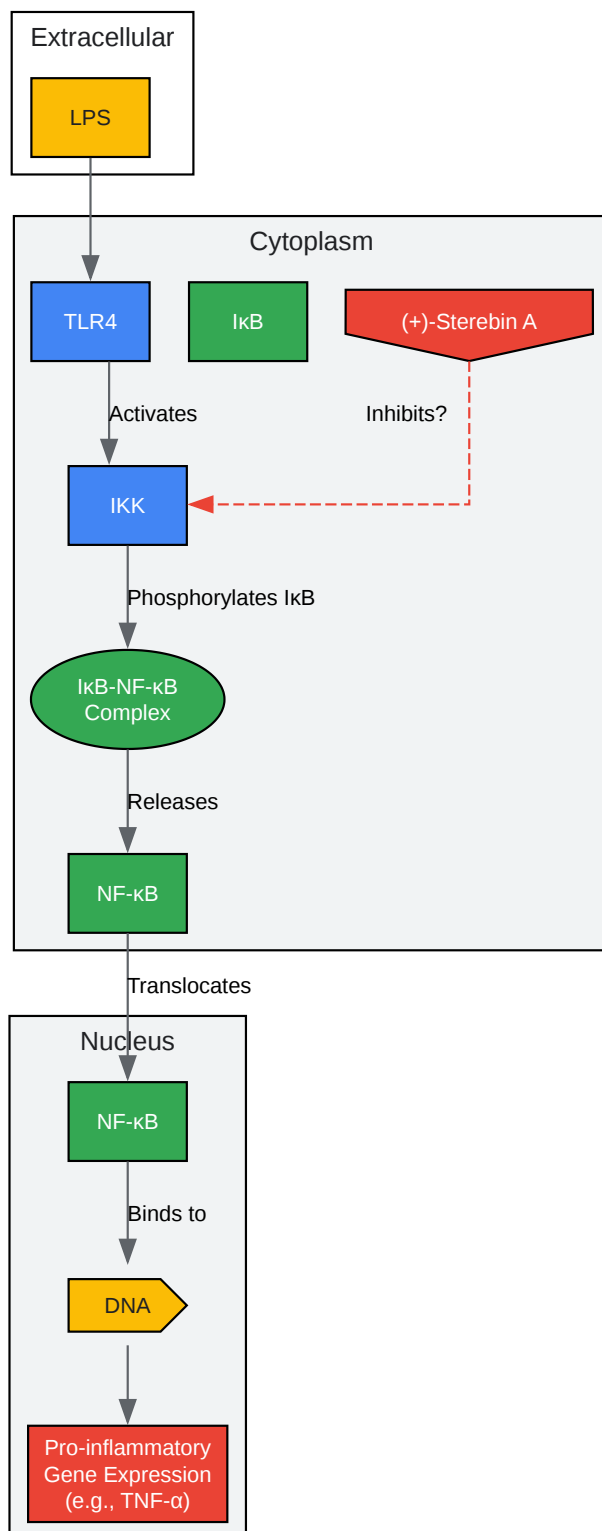 Extracellular
LPS
Cytoplasm
TLR4
IκB
(+)-Sterebin A
Activates
Inhibits?
IKK
Phosphorylates IκB
IκB-NF-κB
Complex
Releases
NF-κB
Translocates
Nucleus
NF-κB
Binds to
DNA
Pro-inflammatory
Gene Expression
(e.g., TNF-α)